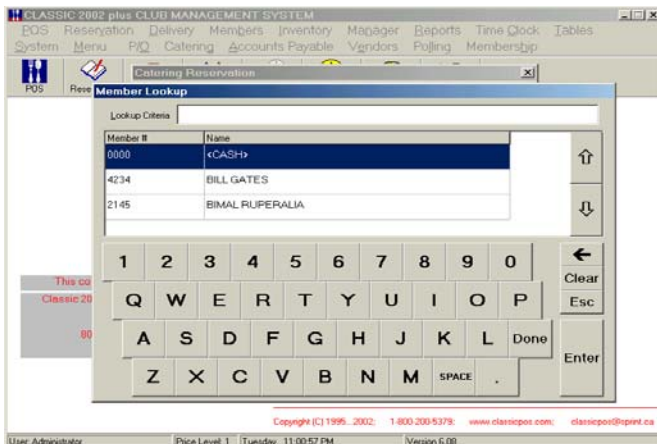 CLASSIC 2002 plus CLUB MANAGEMENT SYSTEM
POS Reservation Delivery Members Inventory Manager Reports Time Clock Tables
System Menu P/O Catering Accounts Payable Vendors Polling Membership
Catering Reservation
POS Rese
Member Lookup
Lookup Criteria
Member # Name
0000 <CASH>
4234 BILL GATES
2145 BIMAL RUPERALIA
1 2 3 4 5 6 7 8 9 0
Clear
This co
Q W E R T Y U I O P Esc
Classic 20
A S D F G H J K L Done
80
Enter
Z X C V B N M SPACE .
Copyright (C) 1995...2002; 1-800-200-5379; www.classicpos.com; classicpos@sprint.ca
User: Administrator Price Level: 1 Tuesday, 11:00:57 PM Version 6.08